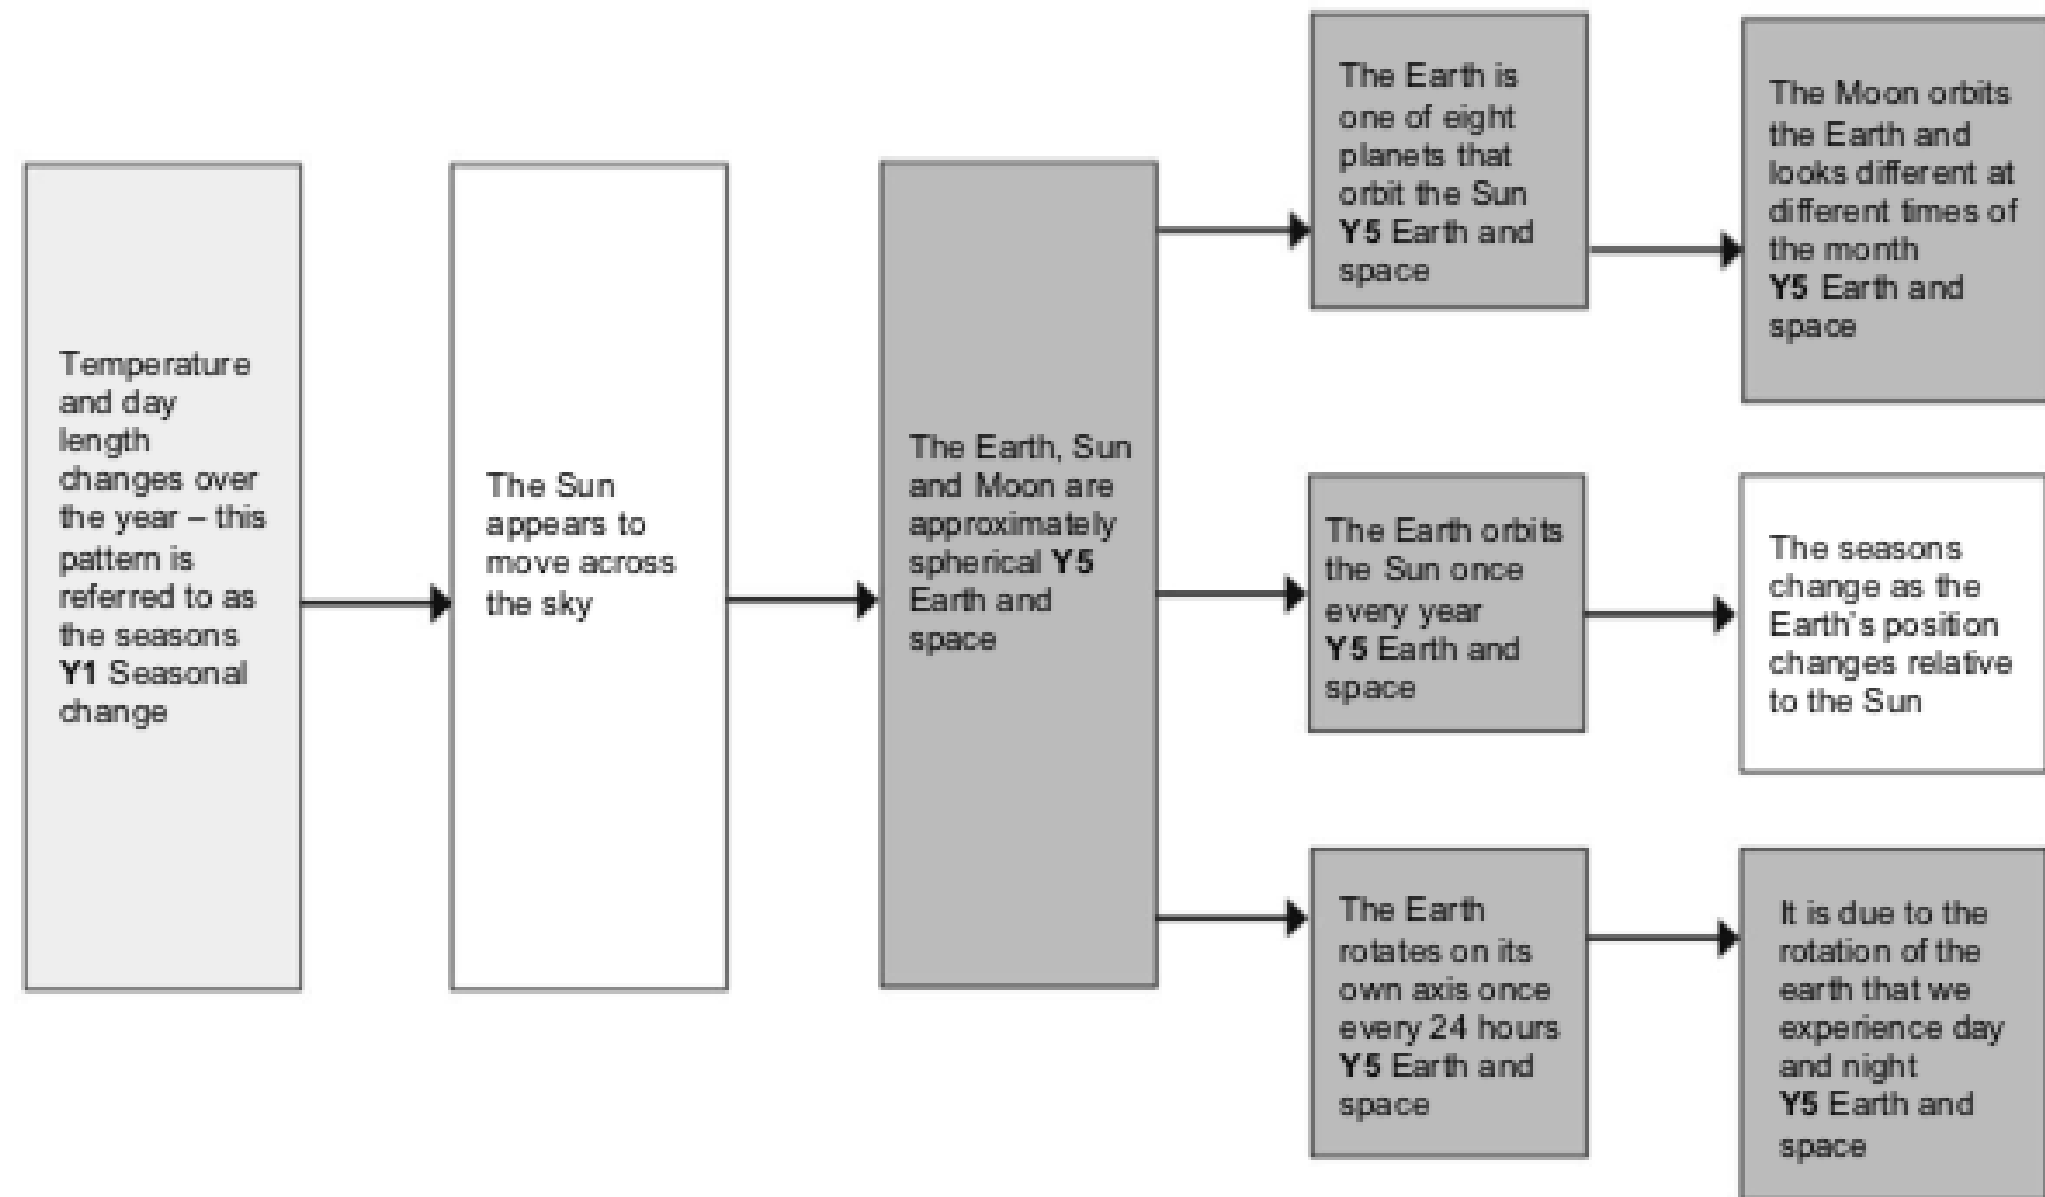 Temperature
and day
length
changes over
the year – this
pattern is
referred to as
the seasons
Y1 Seasonal
change
The Sun
appears to
move across
the sky
The Earth, Sun
and Moon are
approximately
spherical Y5
Earth and
space
The Earth is
one of eight
planets that
orbit the Sun
Y5 Earth and
space
The Moon orbits
the Earth and
looks different at
different times of
the month
Y5 Earth and
space
The Earth orbits
the Sun once
every year
Y5 Earth and
space
The seasons
change as the
Earth's position
changes relative
to the Sun
The Earth
rotates on its
own axis once
every 24 hours
Y5 Earth and
space
It is due to the
rotation of the
earth that we
experience day
and night
Y5 Earth and
space